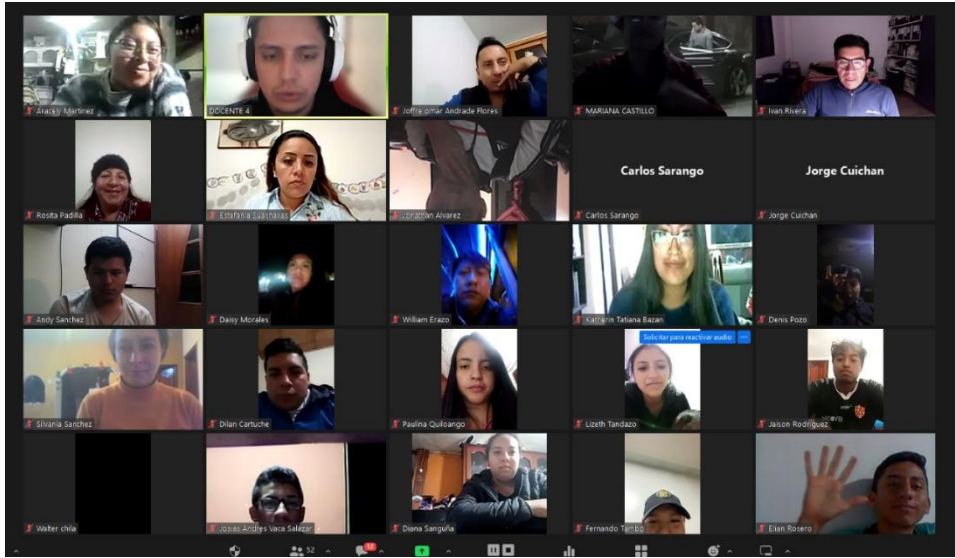 Aracely Martinez
DOCENTE 4
Joffre omar Andrade Flores
MARIANA CASTILLO
Ivan Rivera
Rosita Padilla
Estefania Suasnavas
Jonathan Alvarez
Carlos Sarango
Carlos Sarango
Jorge Cuichan
Jorge Cuichan
Andy Sanchez
Daisy Morales
William Erazo
Katherin Tatiana Bazan
Denis Pozo
Solicitar para reactivar audio
Silvania Sanchez
Dilan Cartuche
Paulina Quiloango
Lizeth Tandazo
Jaison Rodriguez
Walter chila
Josias Andres Vaca Salazar
Diana Sanguña
Fernando Tambo
Elian Rosero
52
12